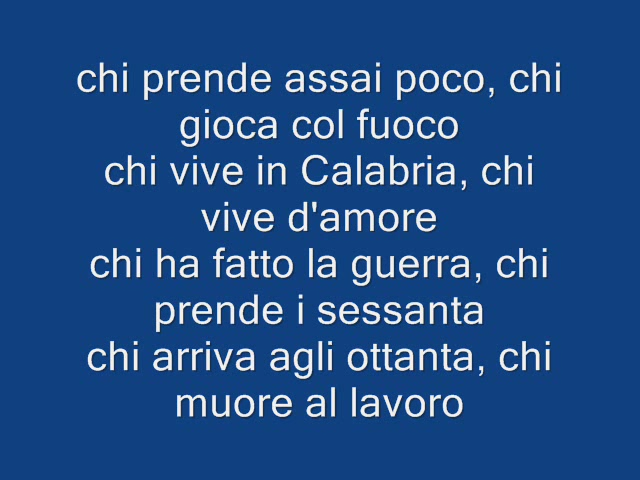 chi prende assai poco, chi
gioca col fuoco
chi vive in Calabria, chi
vive d'amore
chi ha fatto la guerra, chi
prende i sessanta
chi arriva agli ottanta, chi
muore al lavoro